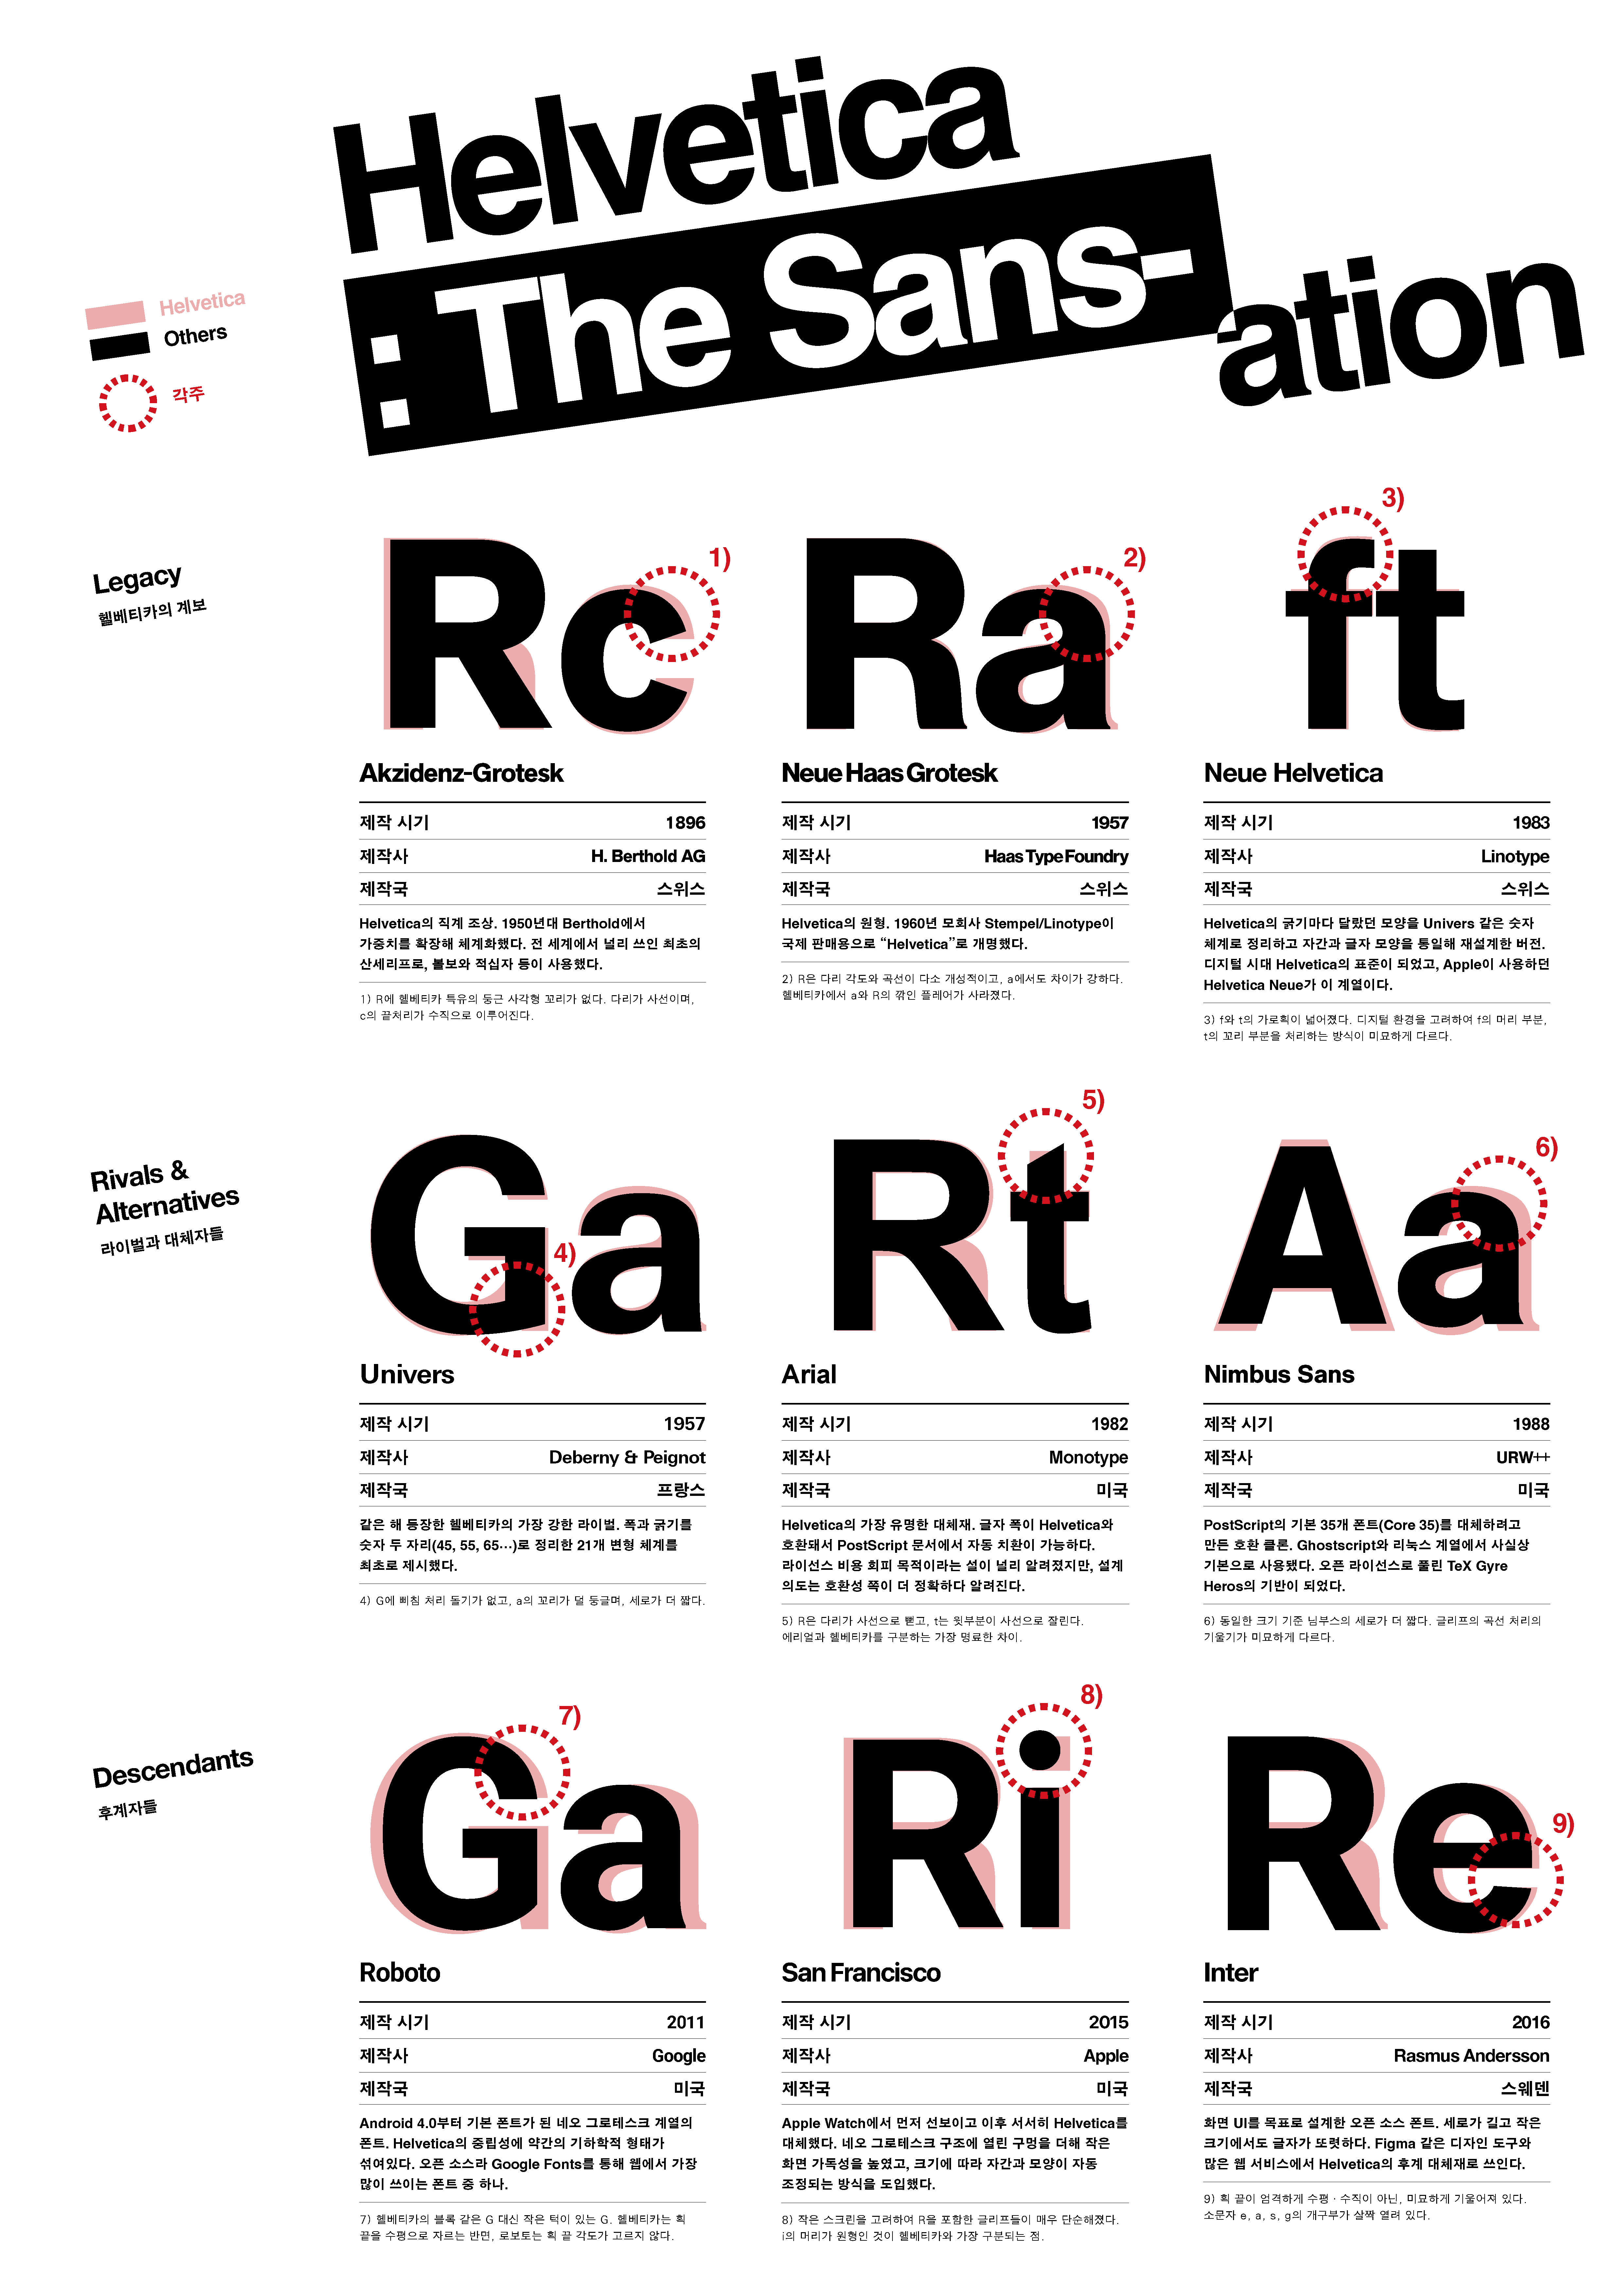 Helvetica
: The Sans-
ation
Helvetica
Others
각주
Legacy
헬베티카의 계보
Rc
1)
Akzidenz-Grotesk
제작 시기 1896
제작사 H. Berthold AG
제작국 스위스
Helvetica의 직계 조상. 1950년대 Berthold에서
가중치를 확장해 체계화했다. 전 세계에서 널리 쓰인 최초의
산세리프로, 볼보와 적십자 등이 사용했다.
1) R에 헬베티카 특유의 둥근 사각형 꼬리가 없다. 다리가 사선이며,
c의 끝처리가 수직으로 이루어진다.
Ra
2)
Neue Haas Grotesk
제작 시기 1957
제작사 Haas Type Foundry
제작국 스위스
Helvetica의 원형. 1960년 모회사 Stempel/Linotype이
국제 판매용으로 “Helvetica”로 개명했다.
2) R은 다리 각도와 곡선이 다소 개성적이고, a에서도 차이가 강하다.
헬베티카에서 a와 R의 깎인 플레어가 사라졌다.
ft
3)
Neue Helvetica
제작 시기 1983
제작사 Linotype
제작국 스위스
Helvetica의 굵기마다 달랐던 모양을 Univers 같은 숫자
체계로 정리하고 자간과 글자 모양을 통일해 재설계한 버전.
디지털 시대 Helvetica의 표준이 되었고, Apple이 사용하던
Helvetica Neue가 이 계열이다.
3) f와 t의 가로획이 넓어졌다. 디지털 환경을 고려하여 f의 머리 부분,
t의 꼬리 부분을 처리하는 방식이 미묘하게 다르다.
Rivals &
Alternatives
라이벌과 대체자들
Ga
4)
Univers
제작 시기 1957
제작사 Deberny & Peignot
제작국 프랑스
같은 해 등장한 헬베티카의 가장 강한 라이벌. 폭과 굵기를
숫자 두 자리(45, 55, 65…)로 정리한 21개 변형 체계를
최초로 제시했다.
4) G에 삐침 처리 돌기가 없고, a의 꼬리가 덜 둥글며, 세로가 더 짧다.
Rt
5)
Arial
제작 시기 1982
제작사 Monotype
제작국 미국
Helvetica의 가장 유명한 대체재. 글자 폭이 Helvetica와
호환돼서 PostScript 문서에서 자동 치환이 가능하다.
라이선스 비용 회피 목적이라는 설이 널리 알려졌지만, 설계
의도는 호환성 쪽이 더 정확하다 알려진다.
5) R은 다리가 사선으로 뻗고, t는 윗부분이 사선으로 잘린다.
에리얼과 헬베티카를 구분하는 가장 명료한 차이.
Aa
6)
Nimbus Sans
제작 시기 1988
제작사 URW++
제작국 미국
PostScript의 기본 35개 폰트(Core 35)를 대체하려고
만든 호환 클론. Ghostscript와 리눅스 계열에서 사실상
기본으로 사용됐다. 오픈 라이선스로 풀린 TeX Gyre
Heros의 기반이 되었다.
6) 동일한 크기 기준 님부스의 세로가 더 짧다. 글리프의 곡선 처리의
기울기가 미묘하게 다르다.
Descendants
후계자들
Ga
7)
Roboto
제작 시기 2011
제작사 Google
제작국 미국
Android 4.0부터 기본 폰트가 된 네오 그로테스크 계열의
폰트. Helvetica의 중립성에 약간의 기하학적 형태가
섞여있다. 오픈 소스라 Google Fonts를 통해 웹에서 가장
많이 쓰이는 폰트 중 하나.
7) 헬베티카의 블록 같은 G 대신 작은 턱이 있는 G. 헬베티카는 획
끝을 수평으로 자르는 반면, 로보토는 획 끝 각도가 고르지 않다.
Ri
8)
San Francisco
제작 시기 2015
제작사 Apple
제작국 미국
Apple Watch에서 먼저 선보이고 이후 서서히 Helvetica를
대체했다. 네오 그로테스크 구조에 열린 구멍을 더해 작은
화면 가독성을 높였고, 크기에 따라 자간과 모양이 자동
조정되는 방식을 도입했다.
8) 작은 스크린을 고려하여 R을 포함한 글리프들이 매우 단순해졌다.
i의 머리가 원형인 것이 헬베티카와 가장 구분되는 점.
Re
9)
Inter
제작 시기 2016
제작사 Rasmus Andersson
제작국 스웨덴
화면 UI를 목표로 설계한 오픈 소스 폰트. 세로가 길고 작은
크기에서도 글자가 또렷하다. Figma 같은 디자인 도구와
많은 웹 서비스에서 Helvetica의 후계 대체재로 쓰인다.
9) 획 끝이 엄격하게 수평 · 수직이 아닌, 미묘하게 기울어져 있다.
소문자 e, a, s, g의 개구부가 살짝 열려 있다.